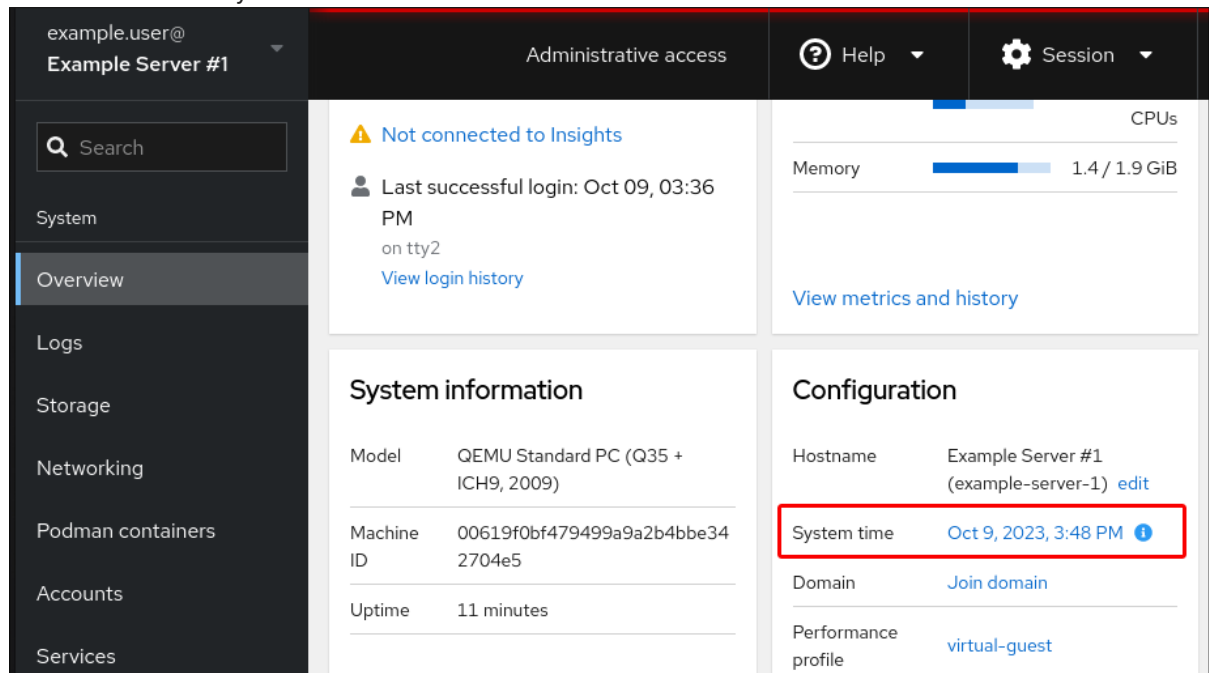 example.user@
Example Server #1
Administrative access
Help
Session
Search
System
Overview
Logs
Storage
Networking
Podman containers
Accounts
Services
Not connected to Insights
Last successful login: Oct 09, 03:36
PM
on tty2
View login history
CPUs
Memory 1.4 / 1.9 GiB
View metrics and history
System information
Model QEMU Standard PC (Q35 +
ICH9, 2009)
Machine 00619f0bf479499a9a2b4bbe34
ID 2704e5
Uptime 11 minutes
Configuration
Hostname Example Server #1
(example-server-1) edit
System time Oct 9, 2023, 3:48 PM
Domain Join domain
Performance
profile virtual-guest